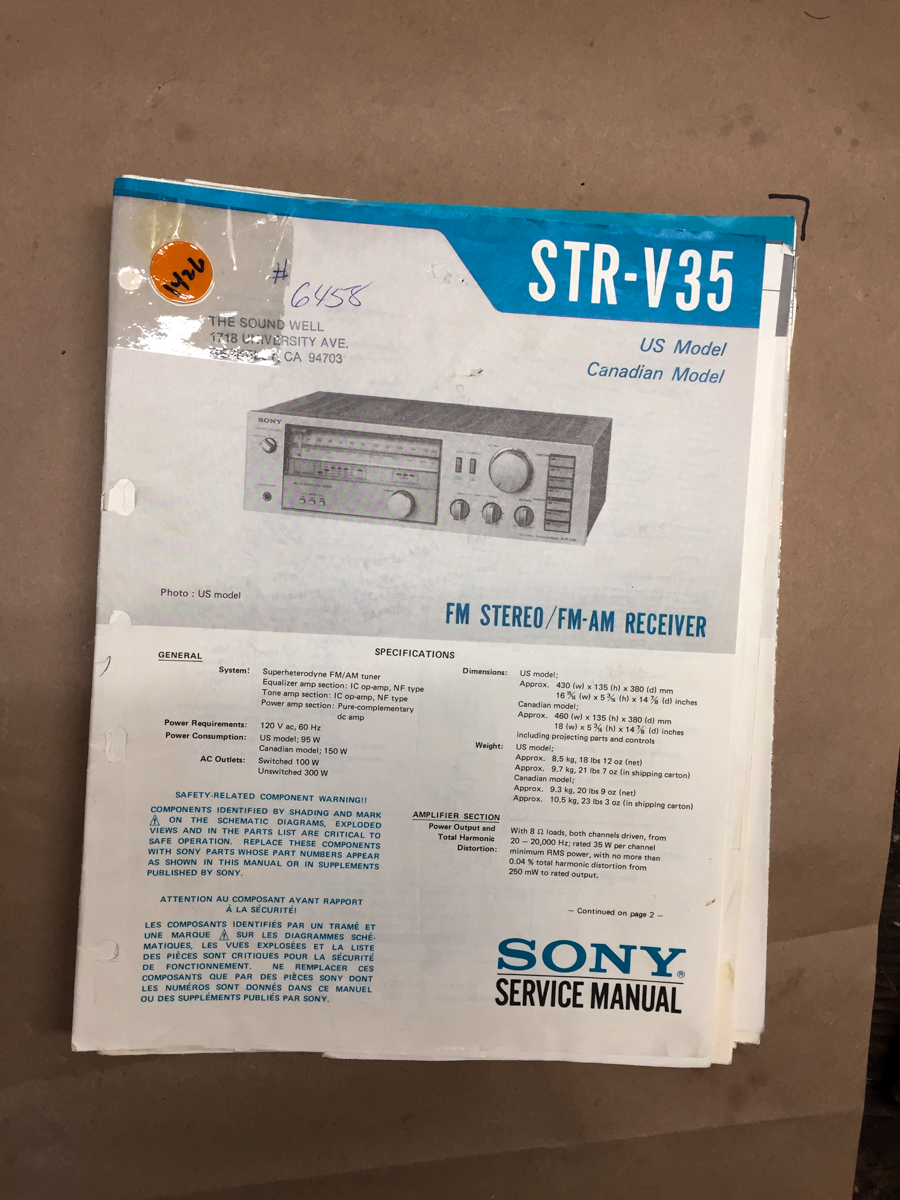 STR-V35
1426
#
6458
THE SOUND WELL
1718 UNIVERSITY AVE.
CA 94703
US Model
Canadian Model
SONY
Photo : US model
FM STEREO/FM-AM RECEIVER
SPECIFICATIONS
GENERAL
System: Superheterodyne FM/AM tuner
Equalizer amp section: IC op-amp, NF type
Tone amp section: IC op-amp, NF type
Power amp section: Pure-complementary
dc amp
Power Requirements: 120 V ac, 60 Hz
Power Consumption: US model; 95 W
Canadian model; 150 W
AC Outlets: Switched 100 W
Unswitched 300 W
SAFETY-RELATED COMPONENT WARNING!!
COMPONENTS IDENTIFIED BY SHADING AND MARK
⚠ ON THE SCHEMATIC DIAGRAMS, EXPLODED
VIEWS AND IN THE PARTS LIST ARE CRITICAL TO
SAFE OPERATION. REPLACE THESE COMPONENTS
WITH SONY PARTS WHOSE PART NUMBERS APPEAR
AS SHOWN IN THIS MANUAL OR IN SUPPLEMENTS
PUBLISHED BY SONY.
ATTENTION AU COMPOSANT AYANT RAPPORT
À LA SÉCURITÉ!
LES COMPOSANTS IDENTIFIÉS PAR UN TRAMÉ ET
UNE MARQUE ⚠ SUR LES DIAGRAMMES SCHÉ-
MATIQUES, LES VUES EXPLOSÉES ET LA LISTE
DES PIÈCES SONT CRITIQUES POUR LA SÉCURITÉ
DE FONCTIONNEMENT. NE REMPLACER CES
COMPOSANTS QUE PAR DES PIÈCES SONY DONT
LES NUMÉROS SONT DONNÉS DANS CE MANUEL
OU DES SUPPLÉMENTS PUBLIÉS PAR SONY.
Dimensions: US model;
Approx. 430 (w) x 135 (h) x 380 (d) mm
16 15/16 (w) x 5 3/8 (h) x 14 7/8 (d) inches
Canadian model;
Approx. 460 (w) x 135 (h) x 380 (d) mm
18 (w) x 5 3/8 (h) x 14 7/8 (d) inches
including projecting parts and controls
Weight: US model;
Approx. 8.5 kg, 18 lbs 12 oz (net)
Approx. 9.7 kg, 21 lbs 7 oz (in shipping carton)
Canadian model;
Approx. 9.3 kg, 20 lbs 9 oz (net)
Approx. 10.5 kg, 23 lbs 3 oz (in shipping carton)
AMPLIFIER SECTION
Power Output and Total Harmonic Distortion: With 8 Ω loads, both channels driven, from
20 – 20,000 Hz; rated 35 W per channel
minimum RMS power, with no more than
0.04 % total harmonic distortion from
250 mW to rated output.
– Continued on page 2 –
SONY®
SERVICE MANUAL